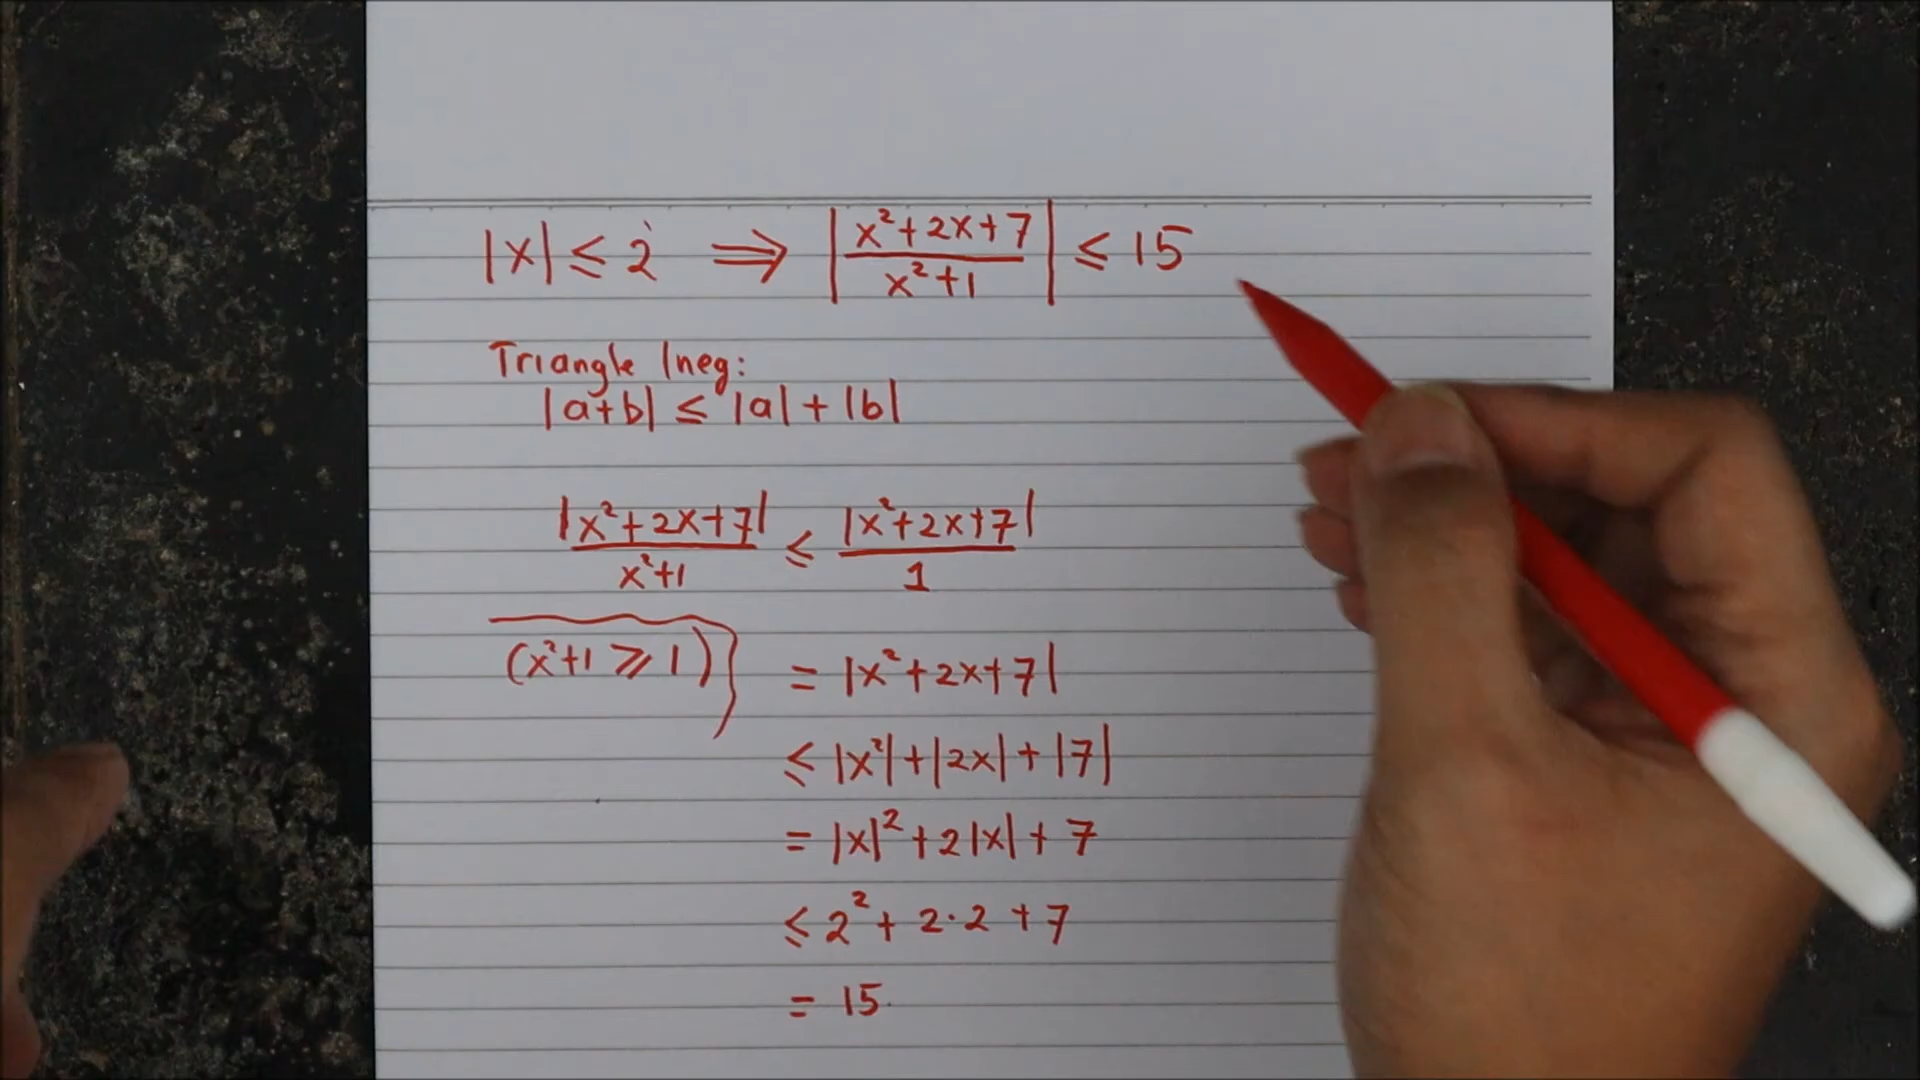 |x| ≤ 2 ⟹ |x²+2x+7 / x²+1| ≤ 15
Triangle Ineq:
|a+b| ≤ |a| + |b|
|x²+2x+7| / x²+1 ≤ |x²+2x+7| / 1
(x²+1 ⩾ 1)
= |x²+2x+7|
≤ |x²|+|2x|+|7|
= |x|²+2|x|+7
≤ 2²+2·2+7
= 15.